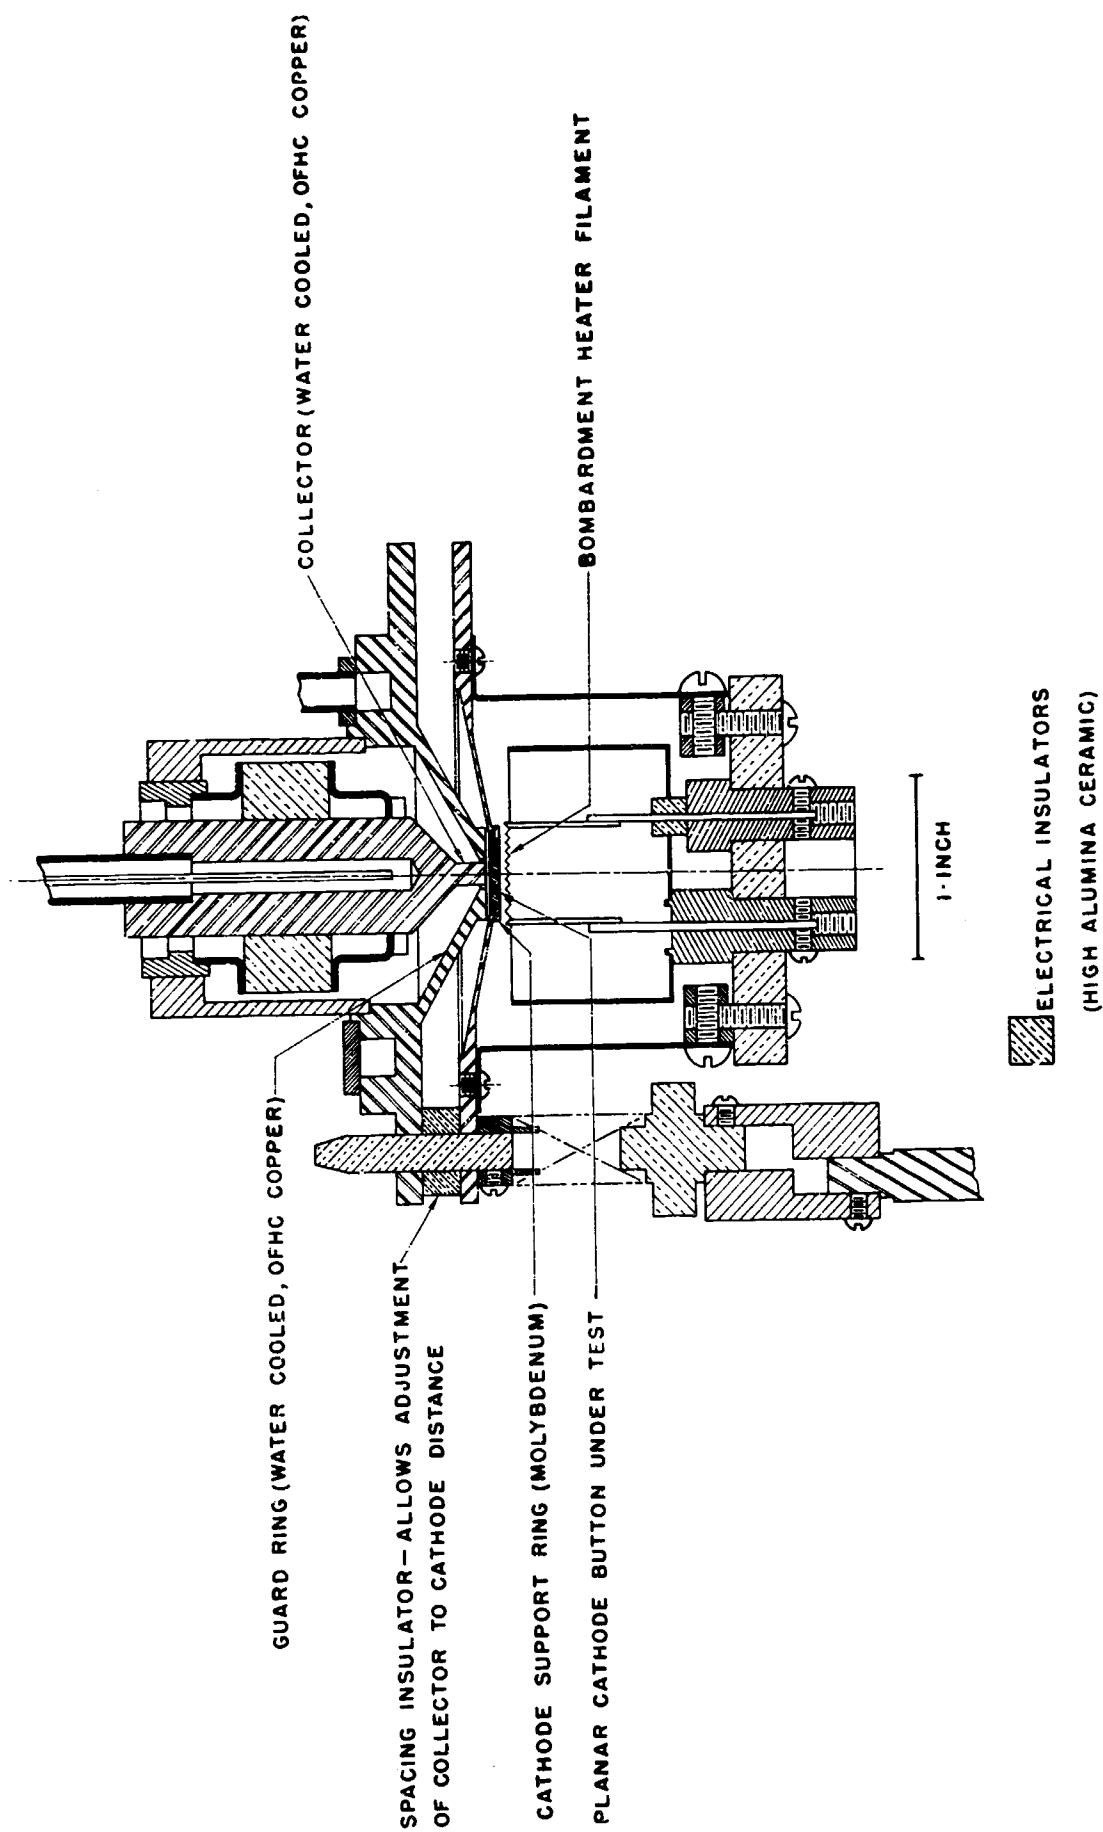 COLLECTOR (WATER COOLED, OFHC COPPER)
BOMBARDMENT HEATER FILAMENT
GUARD RING (WATER COOLED, OFHC COPPER)
SPACING INSULATOR-ALLOWS ADJUSTMENT
OF COLLECTOR TO CATHODE DISTANCE
CATHODE SUPPORT RING (MOLYBDENUM)
PLANAR CATHODE BUTTON UNDER TEST
1-INCH
ELECTRICAL INSULATORS
(HIGH ALUMINA CERAMIC)